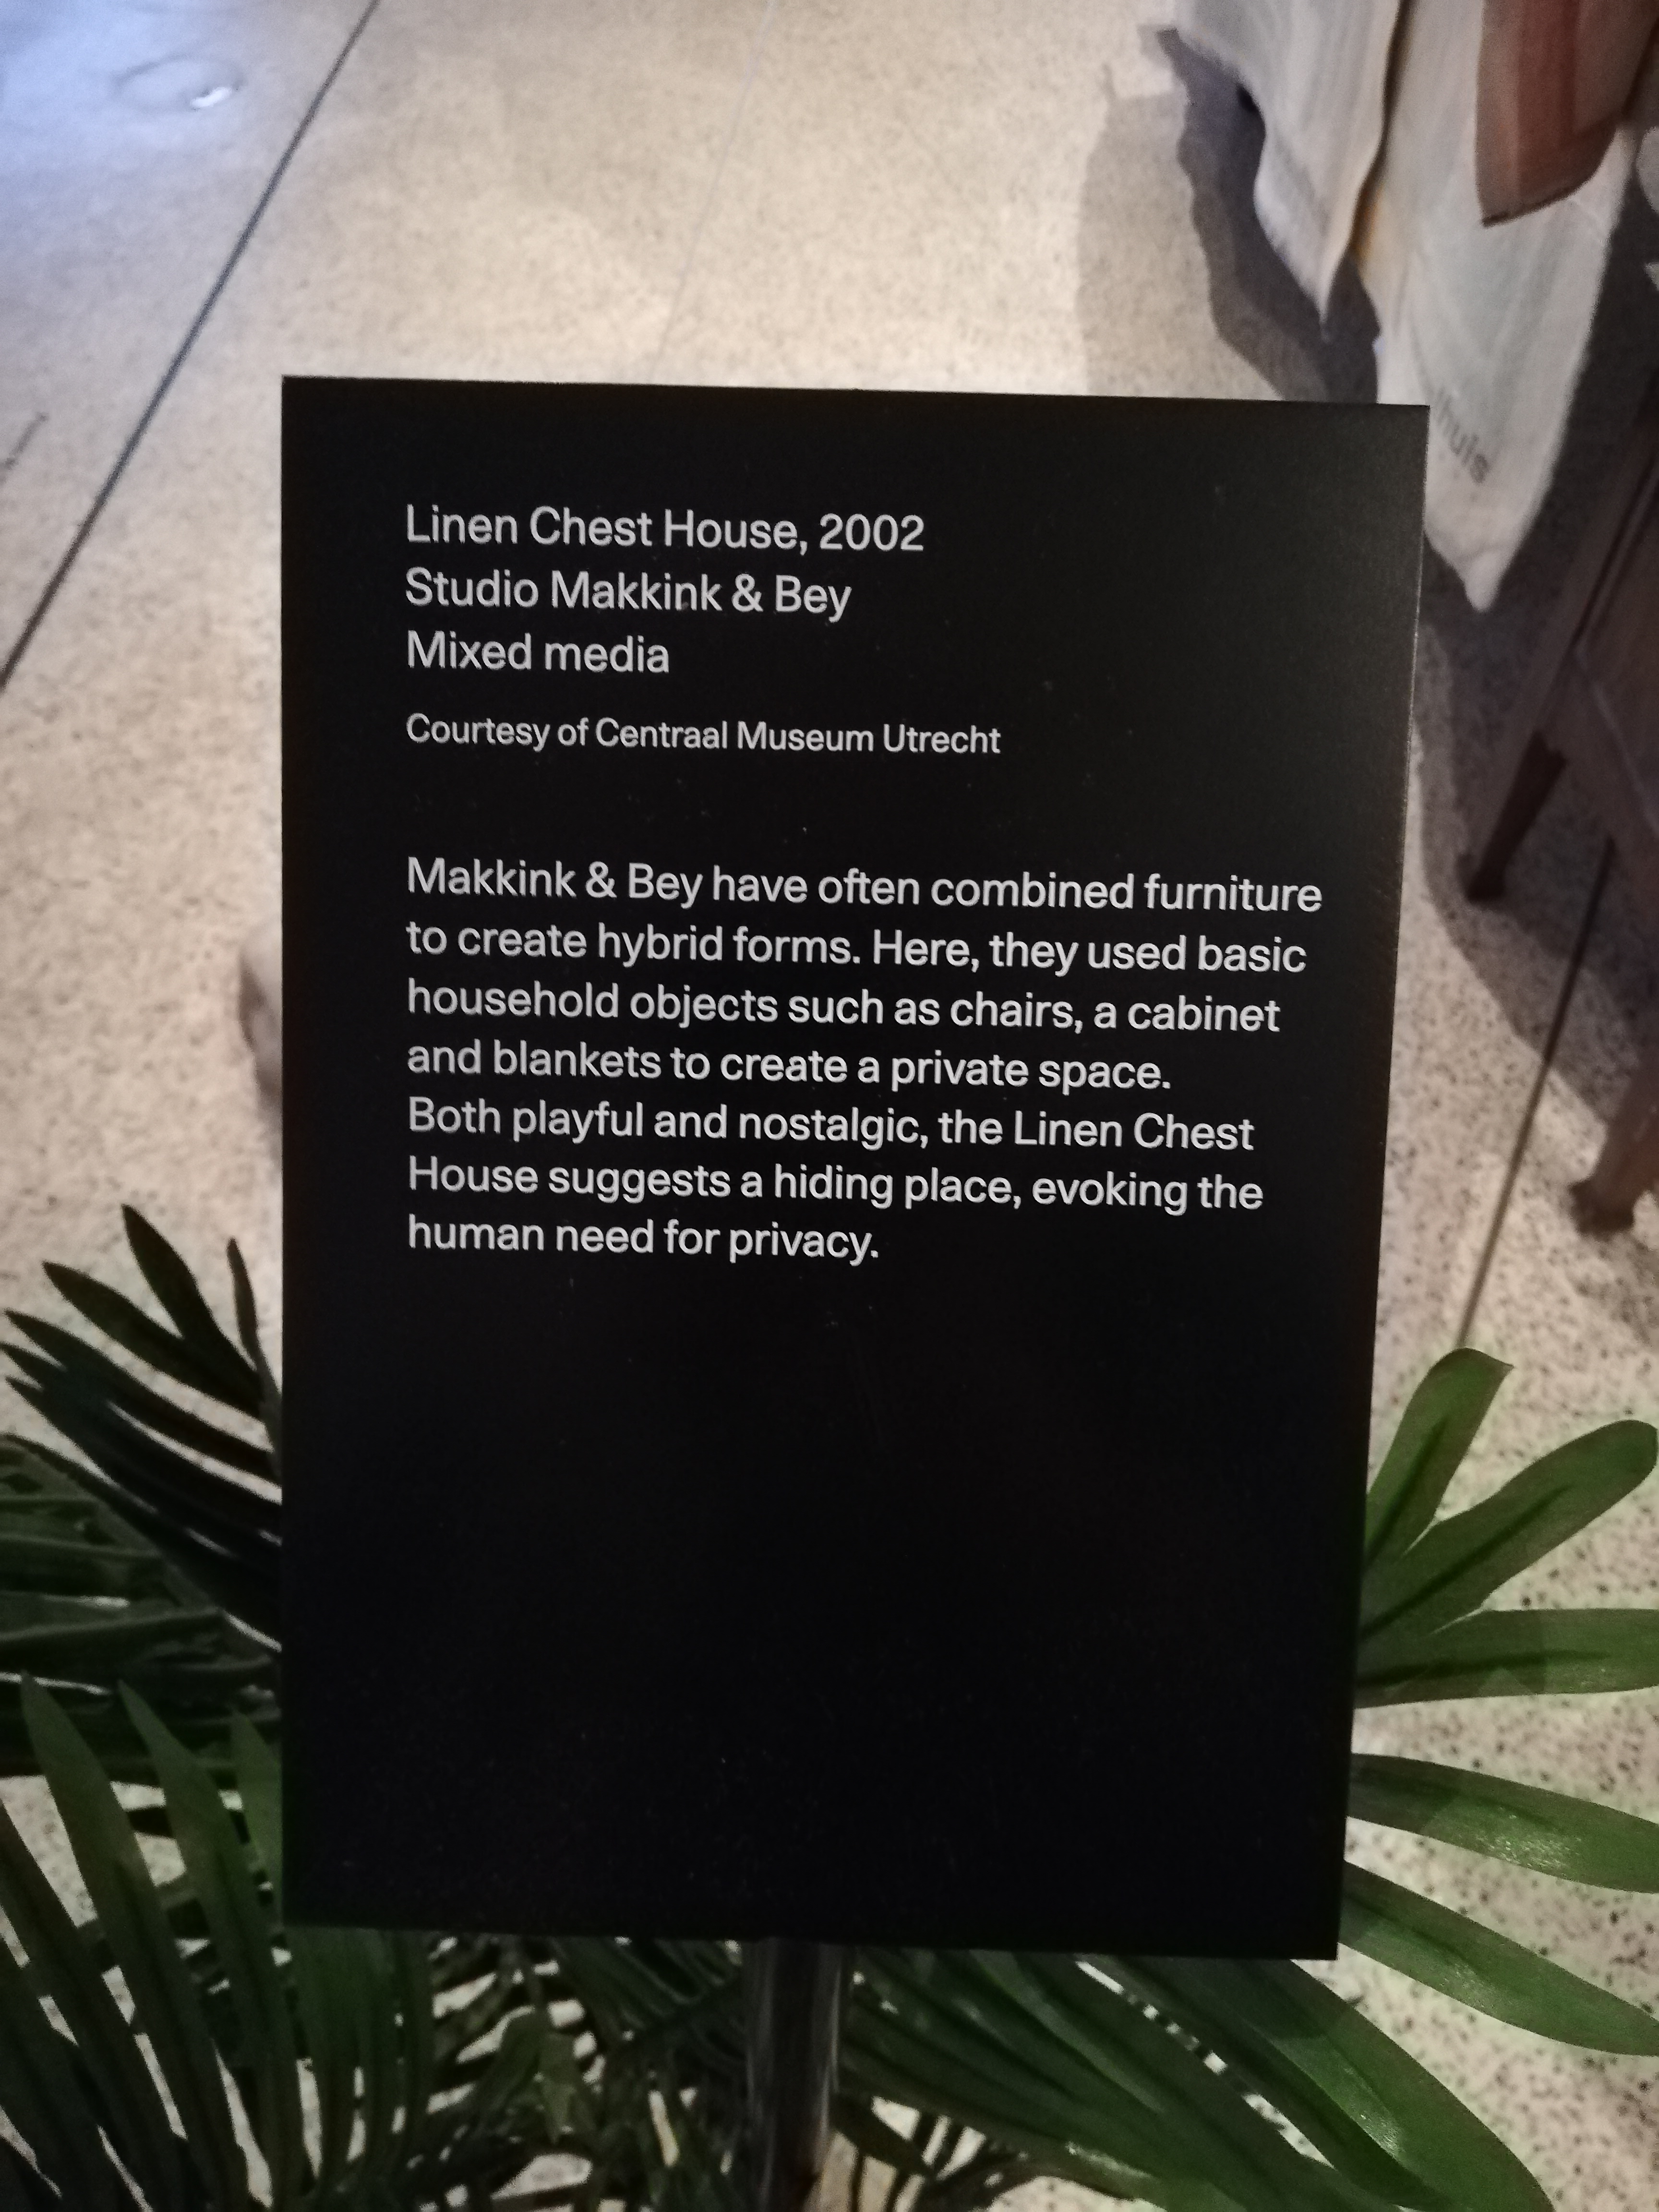 Linen Chest House, 2002
Studio Makkink & Bey
Mixed media
Courtesy of Centraal Museum Utrecht
Makkink & Bey have often combined furniture
to create hybrid forms. Here, they used basic
household objects such as chairs, a cabinet
and blankets to create a private space.
Both playful and nostalgic, the Linen Chest
House suggests a hiding place, evoking the
human need for privacy.